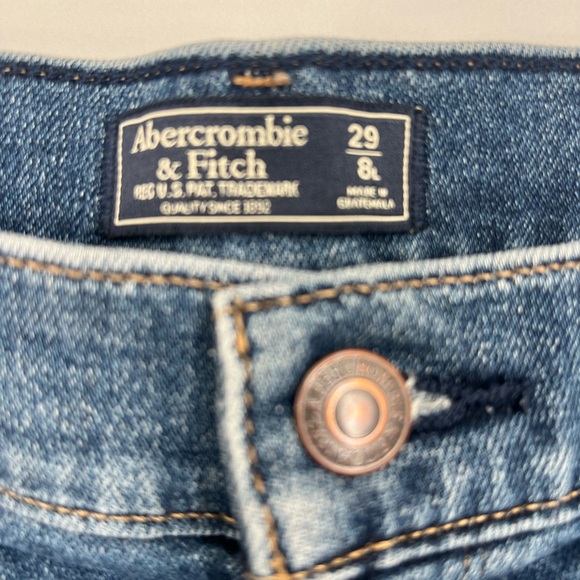 Abercrombie
& Fitch
REG U.S. PAT. TRADEMARK
QUALITY SINCE 1892
29
8L
MADE IN
GUATEMALA